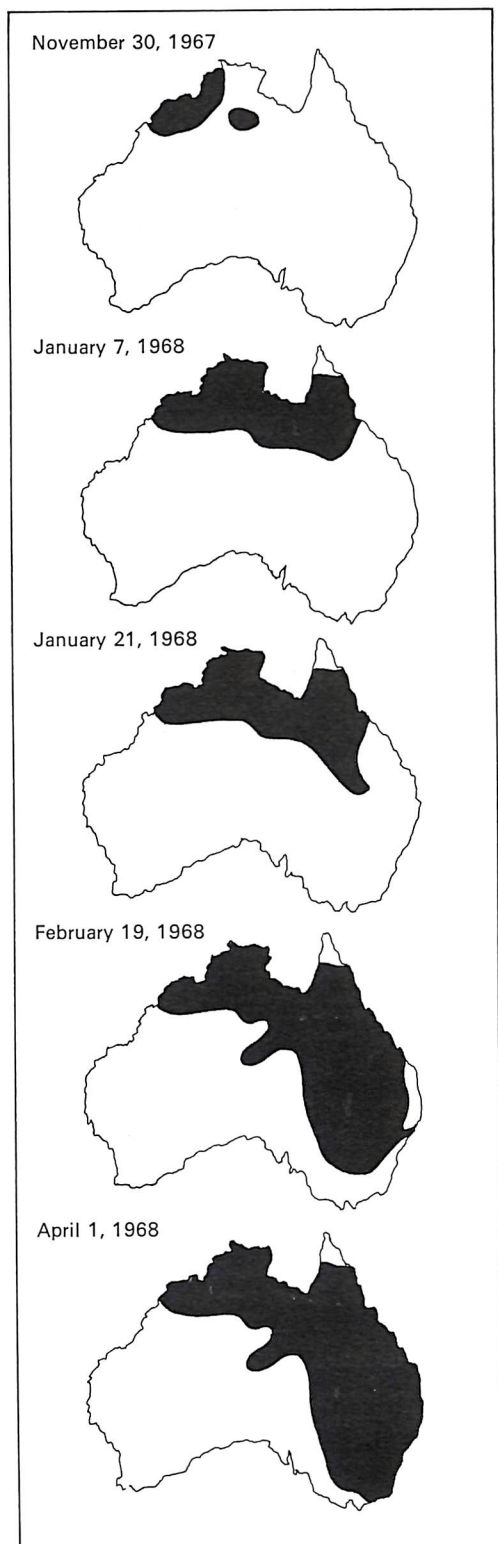 November 30, 1967
January 7, 1968
January 21, 1968
February 19, 1968
April 1, 1968